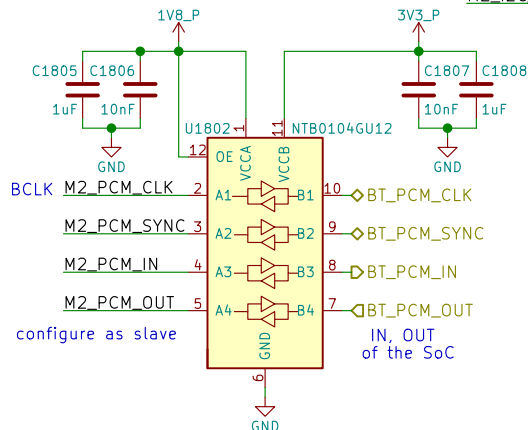 1V8_P
3V3_P
C1805
C1806
C1807
C1808
1uF
10nF
10nF
1uF
GND
GND
U1802
NTB0104GU12
1
11
12
OE
VCCA
VCCB
BCLK
M2_PCM_CLK
2
A1
B1
10
BT_PCM_CLK
M2_PCM_SYNC
3
A2
B2
9
BT_PCM_SYNC
M2_PCM_IN
4
A3
B3
8
BT_PCM_IN
M2_PCM_OUT
5
A4
B4
7
BT_PCM_OUT
configure as slave
GND
IN, OUT
of the SoC
6
GND